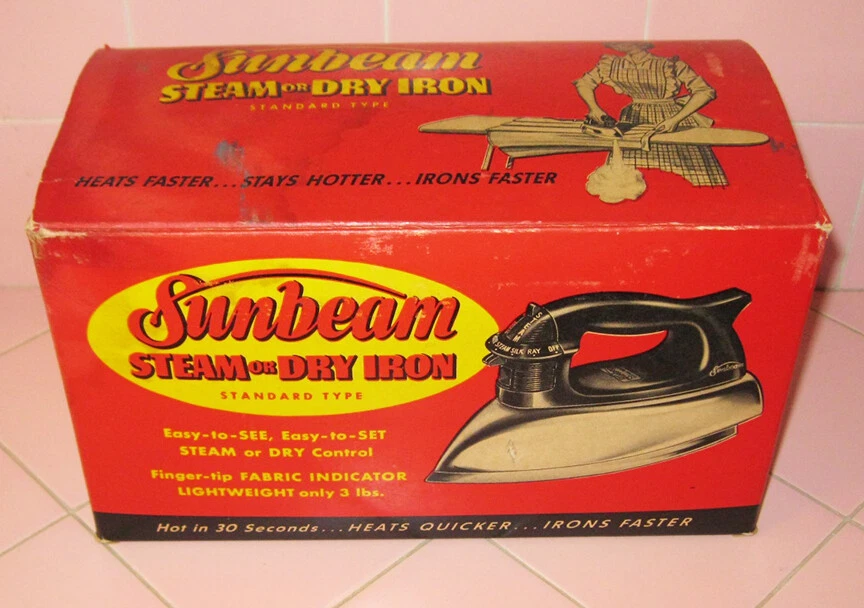 Sunbeam
STEAM OR DRY IRON
STANDARD TYPE
HEATS FASTER...STAYS HOTTER...IRONS FASTER
Sunbeam
STEAM OR DRY IRON
STANDARD TYPE
Easy-to-SEE, Easy-to-SET
STEAM or DRY Control
Finger-tip FABRIC INDICATOR
LIGHTWEIGHT only 3 lbs.
STEAM SILK RAY OFF
Sunbeam
Hot in 30 Seconds...HEATS QUICKER...IRONS FASTER